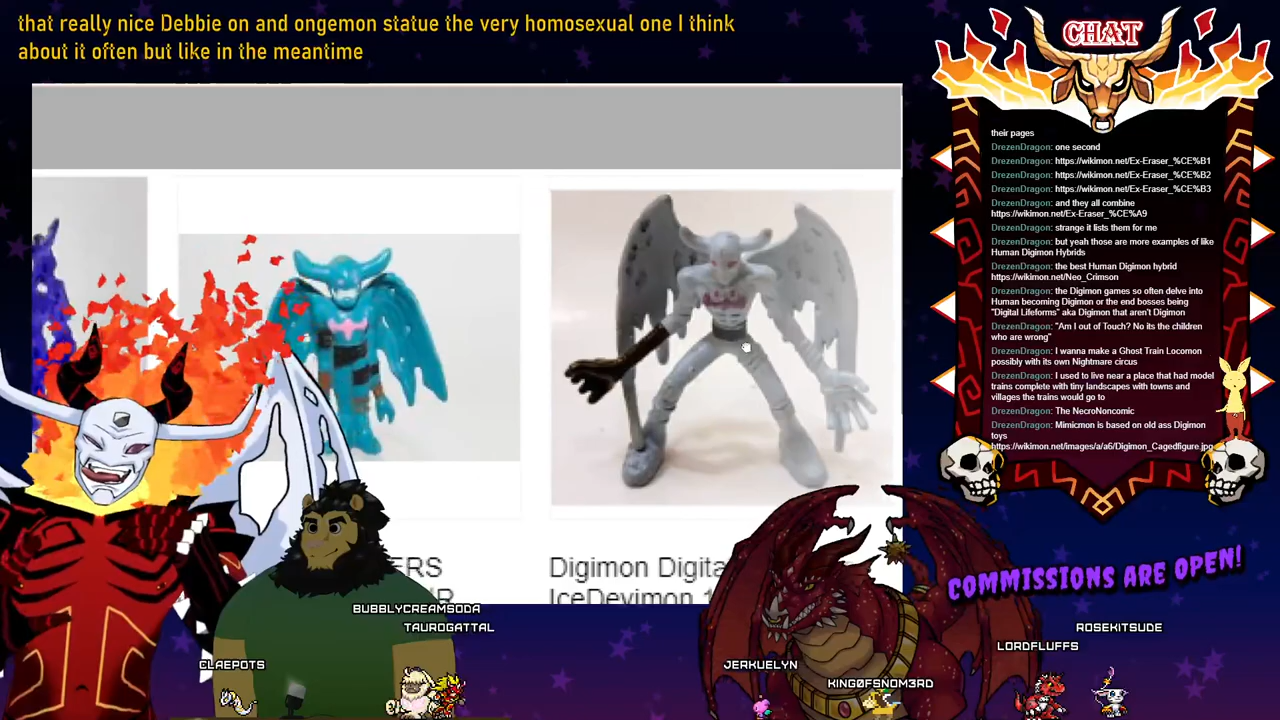 that really nice Debbie on and ongemon statue the very homosexual one I think
about it often but like in the meantime
CHAT
their pages
DrezenDragon: one second
DrezenDragon: https://wikimon.net/Ex-Eraser_%CE%B1
DrezenDragon: https://wikimon.net/Ex-Eraser_%CE%B2
DrezenDragon: https://wikimon.net/Ex-Eraser_%CE%B3
DrezenDragon: and they all combine
https://wikimon.net/Ex-Eraser_%CE%A9
DrezenDragon: strange it lists them for me
DrezenDragon: but yeah those are more examples of like
Human Digimon Hybrids
DrezenDragon: the best Human Digimon hybrid
https://wikimon.net/Neo_Crimson
DrezenDragon: the Digimon games so often delve into
Human becoming Digimon or the end bosses being
"Digital Lifeforms" aka Digimon that aren't Digimon
DrezenDragon: "Am I out of Touch? No its the children
who are wrong"
DrezenDragon: I wanna make a Ghost Train Locomon
possibly with its own Nightmare circus
DrezenDragon: I used to live near a place that had model
trains complete with tiny landscapes with towns and
villages the trains would go to
DrezenDragon: The NecroNoncomic
DrezenDragon: Mimicmon is based on old ass Digimon
toys
https://wikimon.net/images/a/a6/Digimon_Cagedfigure.jpg
ERS
R
Digimon Digita
IceDevimon 1
COMMISSIONS ARE OPEN!
BUBBLYCREAMSODA
TAUROGATTAL
CLAEPOTS
JERKUELYN
KING0FSNOM3RD
LORDFLUFFS
ROSEKITSUDE